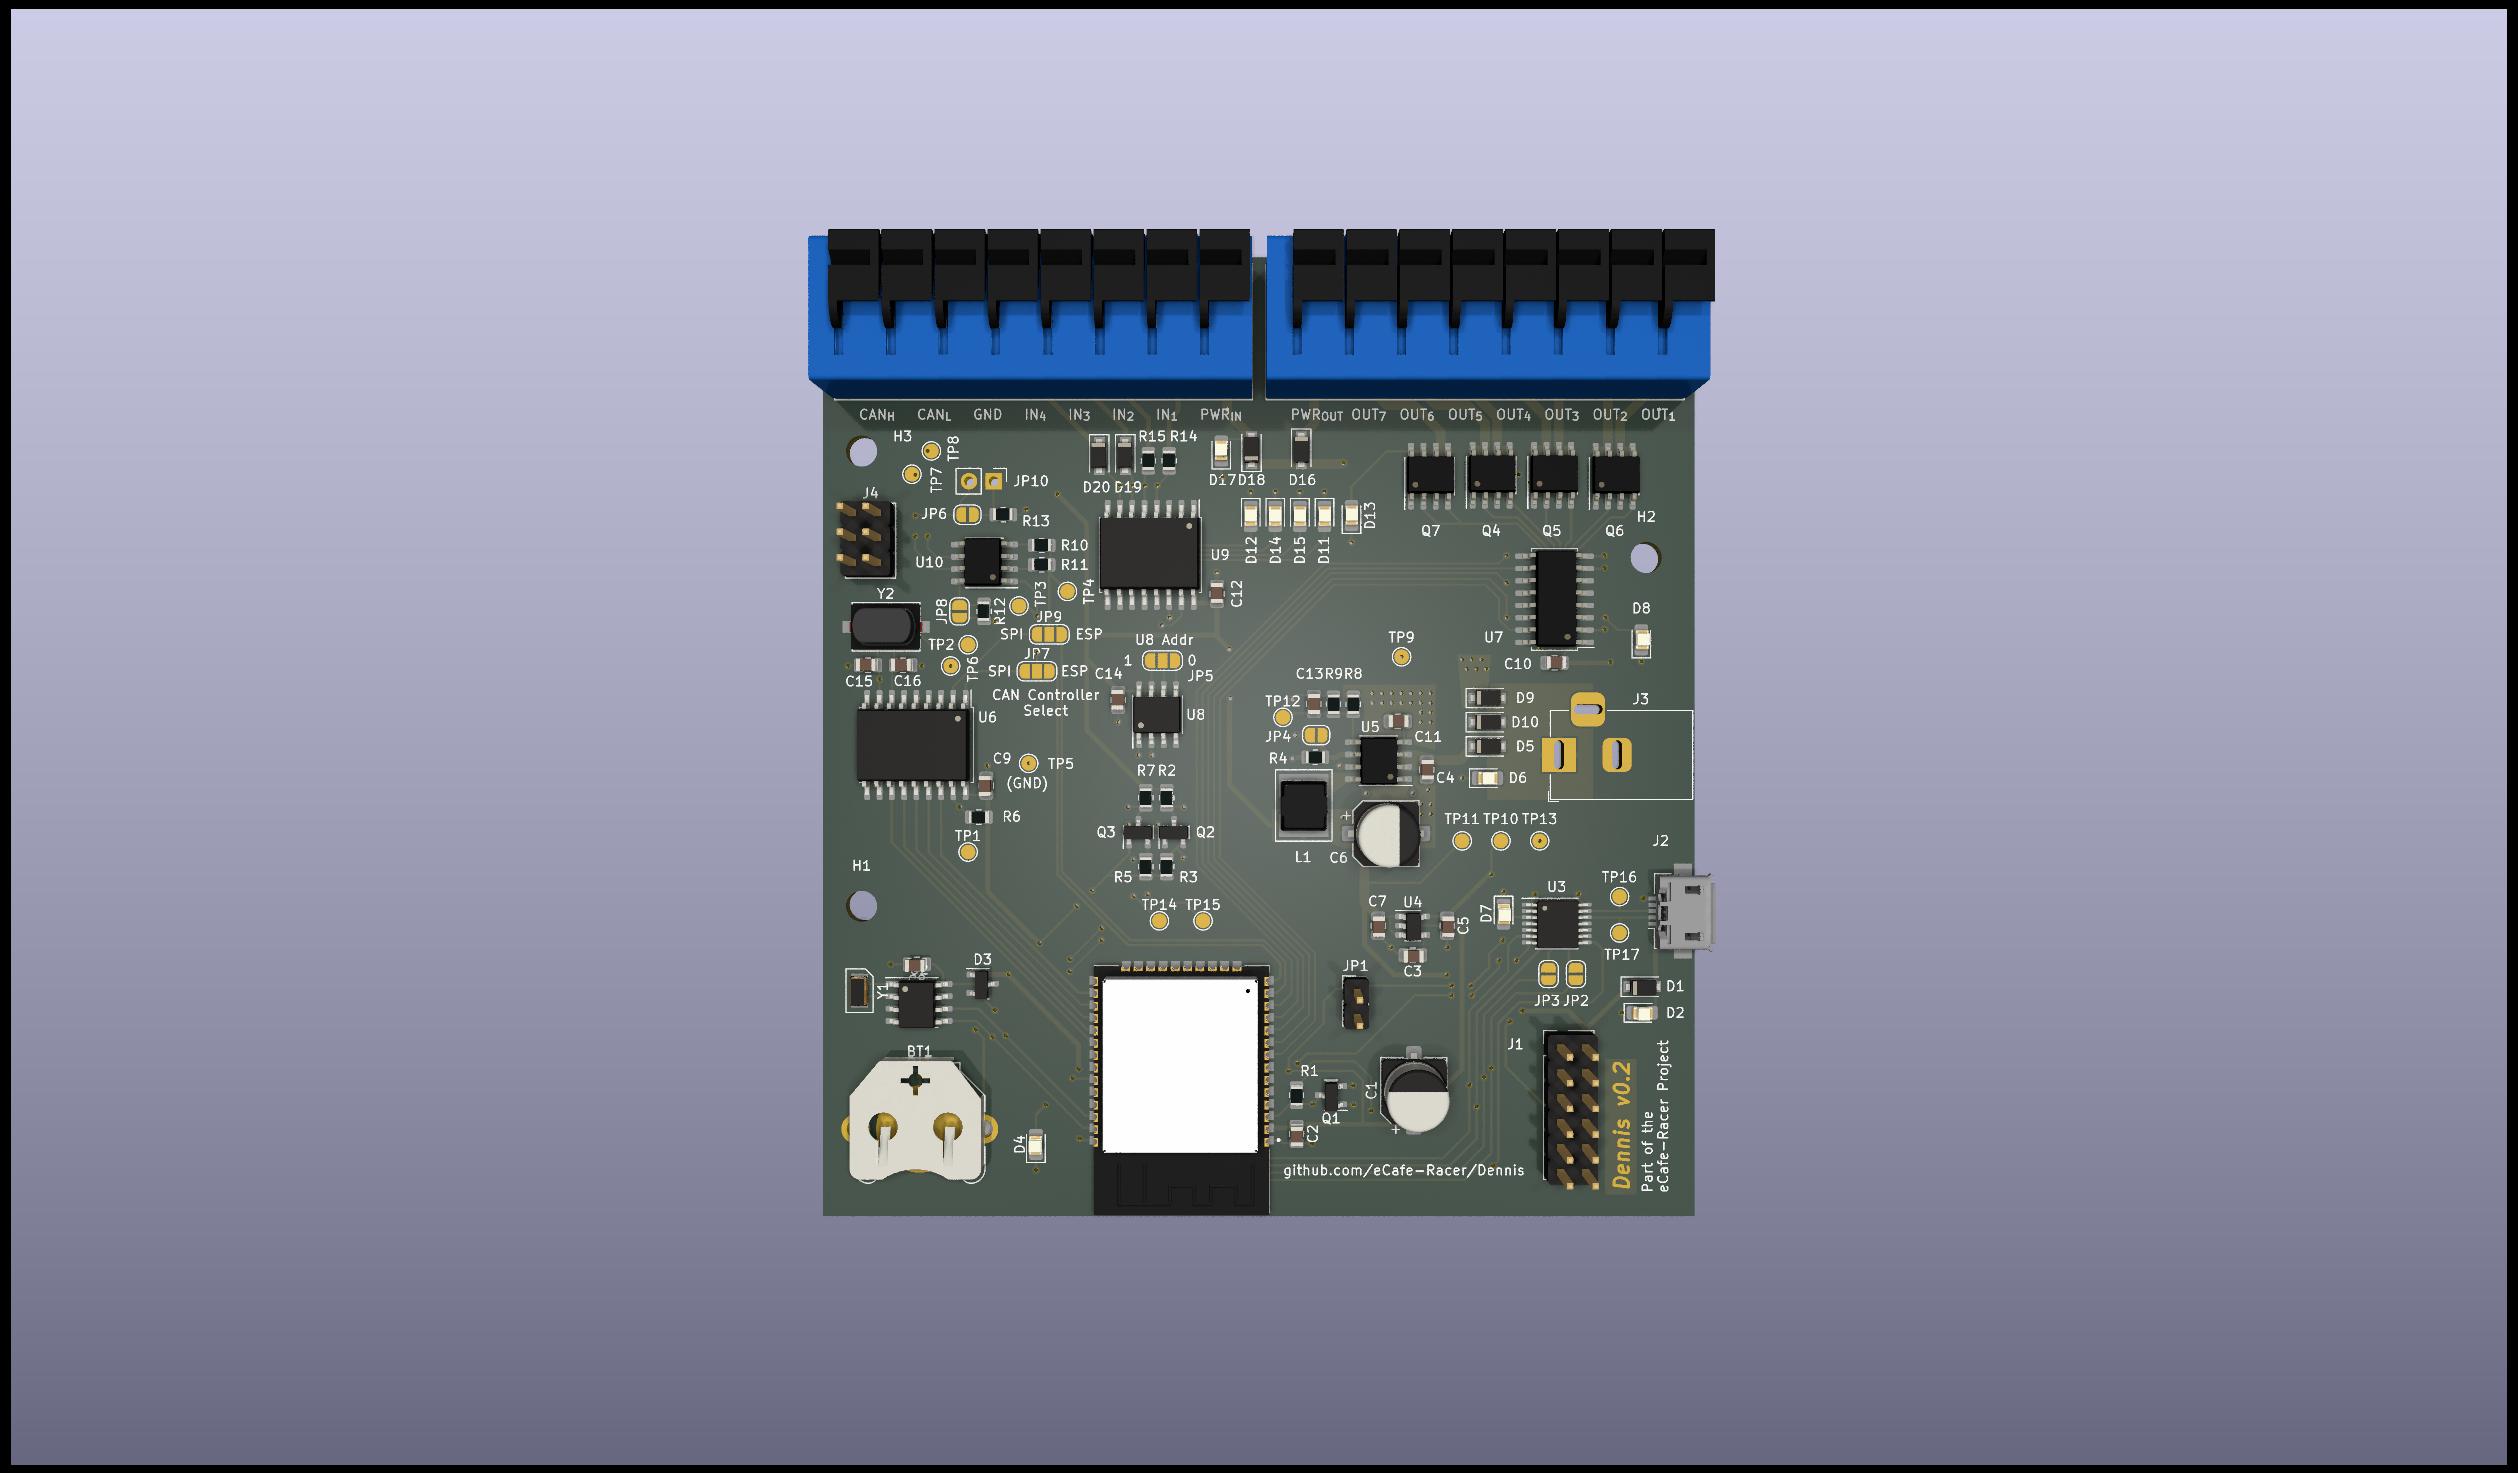 CANH CANL GND IN4 IN3 IN2 IN1 PWRIN PWROUT OUT7 OUT6 OUT5 OUT4 OUT3 OUT2 OUT1
H3 TP8 R15 R14
TP7 JP10 D20 D19 D17 D18 D16
J4
JP6 R13 D13 H2
Q7 Q4 Q5 Q6
R10 D12 D14 D15 D11
U10 R11 U9
Y2 TP3 TP4 C12
JP8 R12 JP9 D8
SPI ESP U8 Addr TP9 U7
TP2 JP7 1 0
TP6 SPI ESP C14 JP5 C13 R9 R8 C10
C15 C16 CAN Controller
Select
TP12 D9 J3
U6 U8 U5 D10
JP4 C11
R4 D5
C9 TP5 R7 R2 C4 D6
(GND)
R6 TP11 TP10 TP13
TP1 Q3 Q2 + J2
L1 C6
H1 R5 R3 TP16
U3
TP14 TP15 C7 U4 C5 D7
TP17
D3 JP1 C3
Y1 JP3 JP2 D1
D2
BT1 J1
R1 C1
Q1
D4 C2 +
github.com/eCafe-Racer/Dennis
Dennis v0.2
Part of the
eCafe-Racer Project